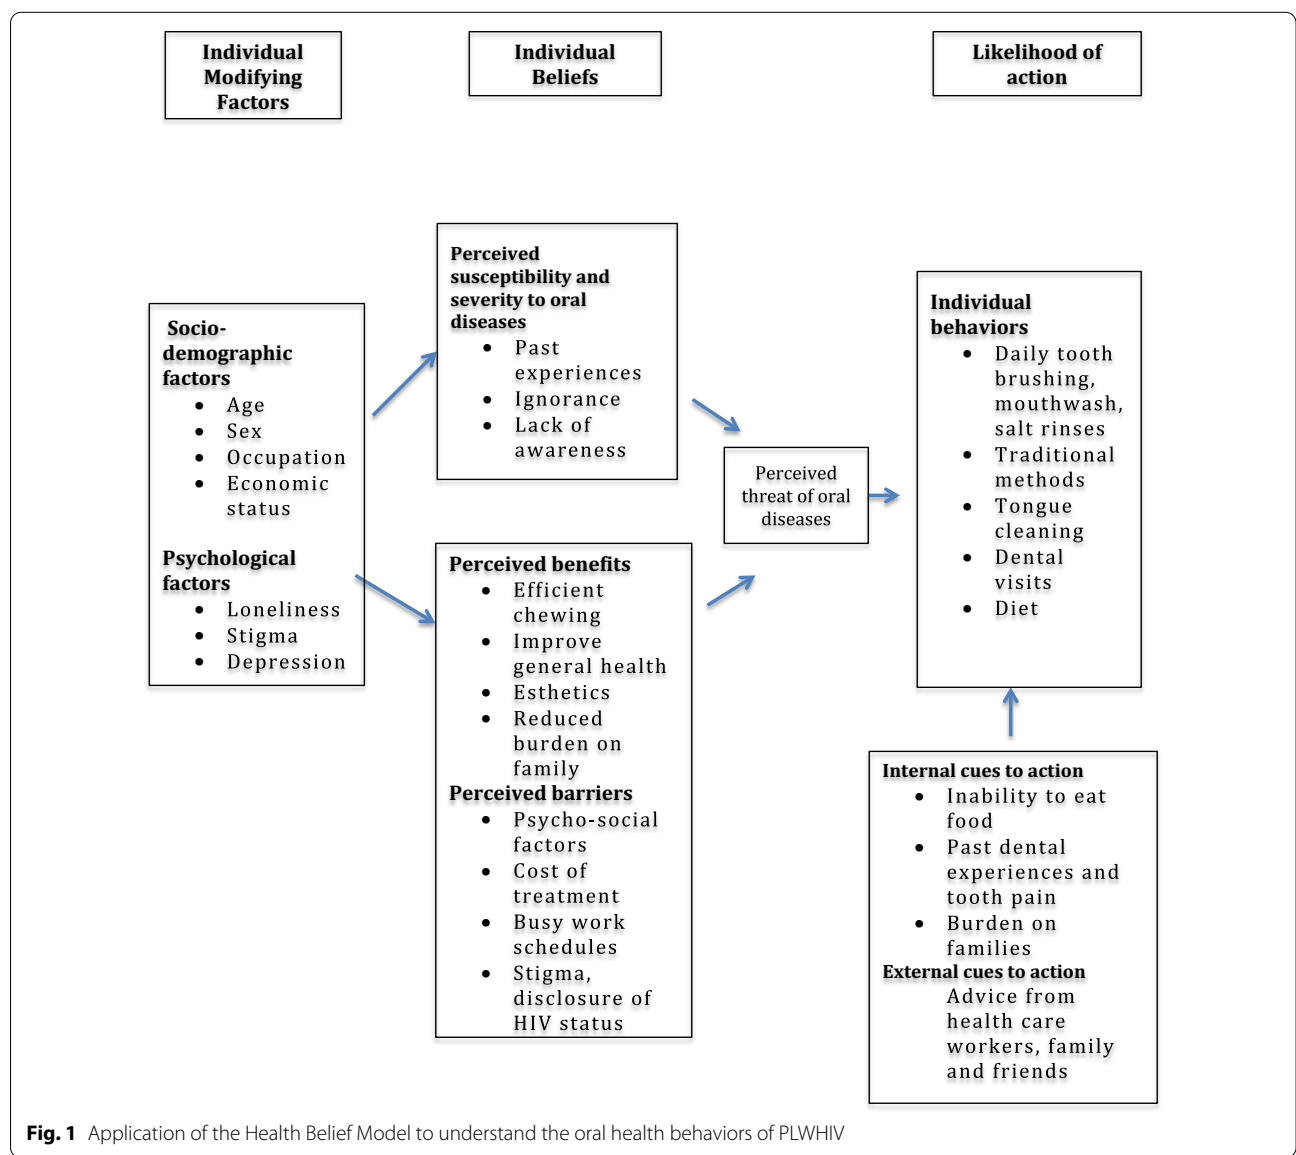 Individual
Modifying
Factors
Individual
Beliefs
Likelihood of
action
Socio-
demographic
factors
• Age
• Sex
• Occupation
• Economic
status
Psychological
factors
• Loneliness
• Stigma
• Depression
Perceived
susceptibility and
severity to oral
diseases
• Past
experiences
• Ignorance
• Lack of
awareness
Perceived benefits
• Efficient
chewing
• Improve
general health
• Esthetics
• Reduced
burden on
family
Perceived barriers
• Psycho-social
factors
• Cost of
treatment
• Busy work
schedules
• Stigma,
disclosure of
HIV status
Perceived
threat of oral
diseases
Individual
behaviors
• Daily tooth
brushing,
mouthwash,
salt rinses
• Traditional
methods
• Tongue
cleaning
• Dental
visits
• Diet
Internal cues to action
• Inability to eat
food
• Past dental
experiences and
tooth pain
• Burden on
families
External cues to action
Advice from
health care
workers, family
and friends
Fig. 1 Application of the Health Belief Model to understand the oral health behaviors of PLWHIV